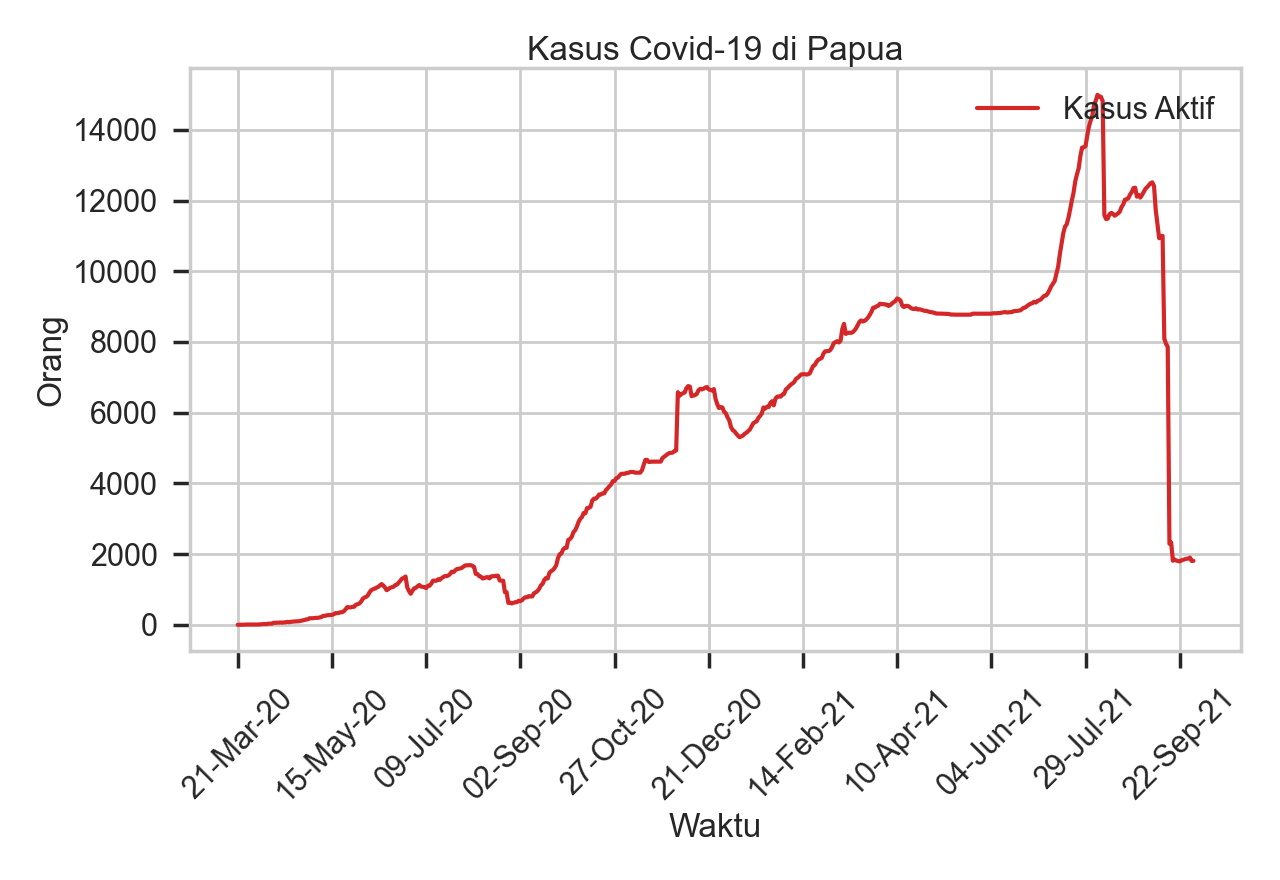 Kasus Covid-19 di Papua
Kasus Aktif
14000
12000
10000
8000
6000
4000
2000
0
Orang
21-Mar-20
15-May-20
09-Jul-20
02-Sep-20
27-Oct-20
21-Dec-20
14-Feb-21
10-Apr-21
04-Jun-21
29-Jul-21
22-Sep-21
Waktu